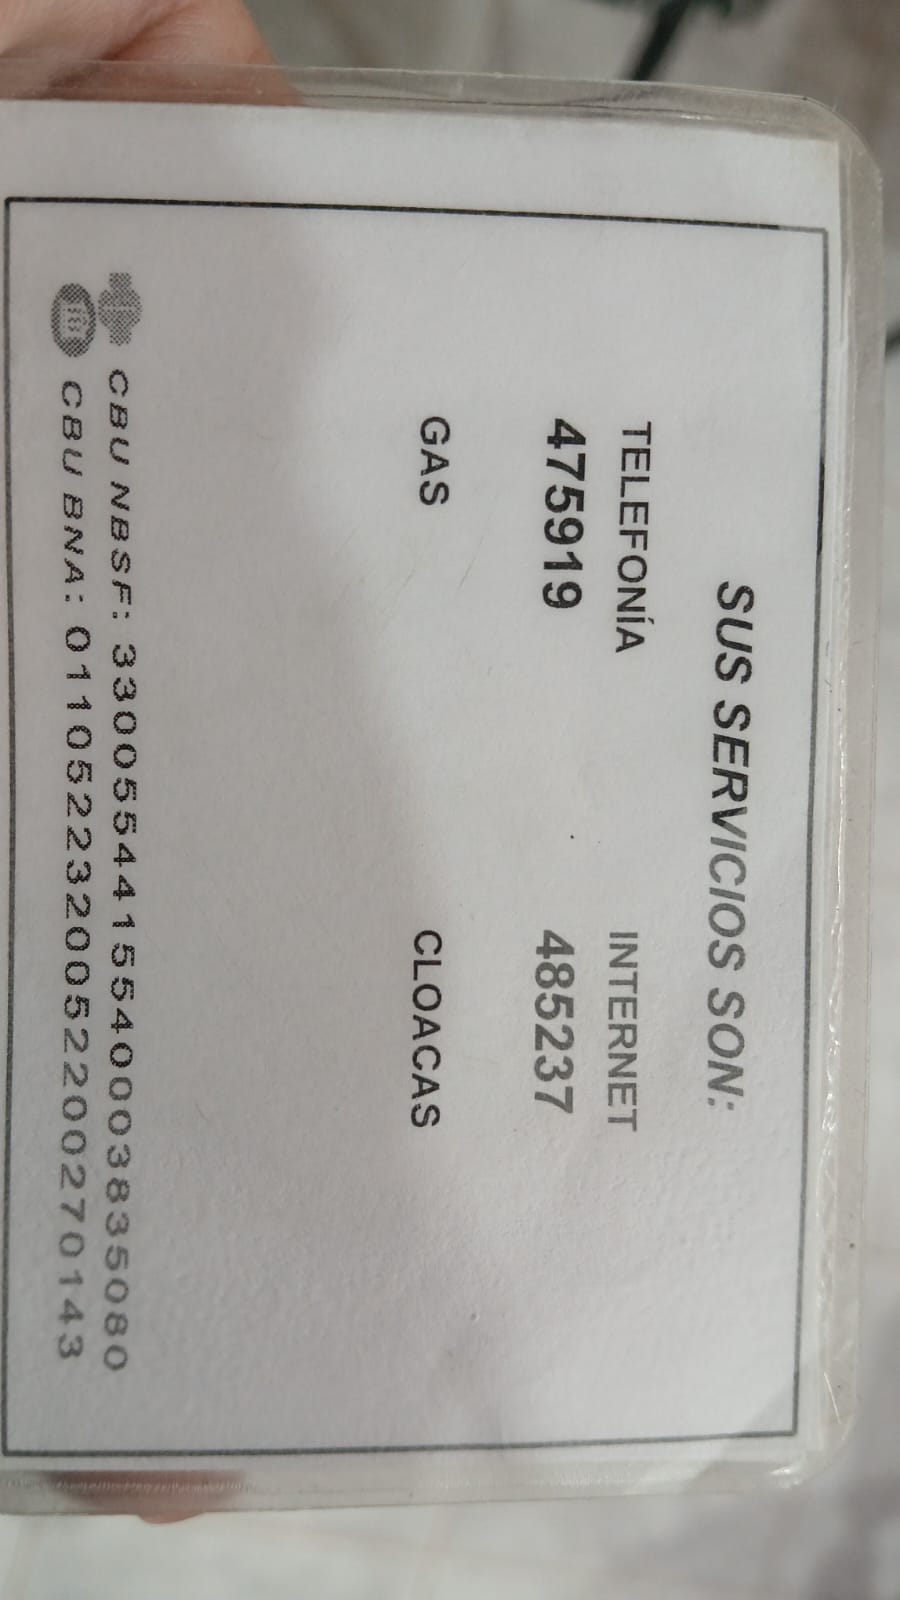 SUS SERVICIOS SON:
TELEFONÍA INTERNET
475919 485237
GAS CLOACAS
CBU NBSF: 3300554415540003835080
CBU BNA: 0110522320052200270143